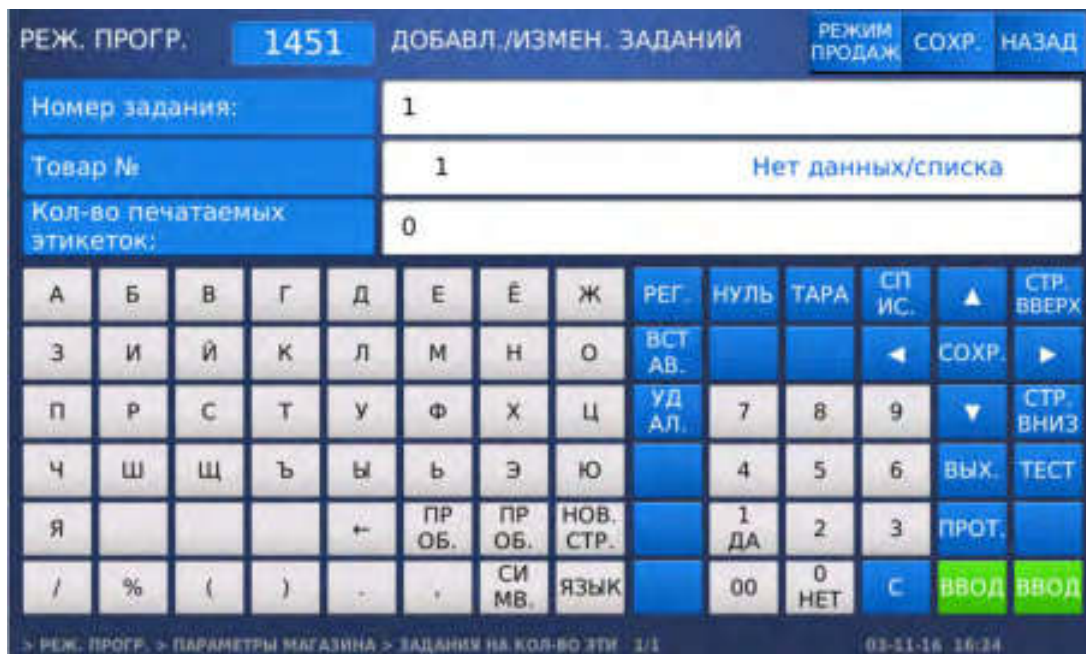 РЕЖ. ПРОГР. 1451 ДОБАВЛ./ИЗМЕН. ЗАДАНИЙ РЕЖИМ ПРОДАЖ СОХР. НАЗАД
Номер задания: 1
Товар № 1 Нет данных/списка
Кол-во печатаемых
этикеток: 0
А Б В Г Д Е Ё Ж РЕГ. НУЛЬ ТАРА СП ИС. ▲ СТР. ВВЕРХ
З И Й К Л М Н О ВСТ АВ. ◄ СОХР. ►
П Р С Т У Ф Х Ц УД АЛ. 7 8 9 ▼ СТР. ВНИЗ
Ч Ш Щ Ъ Ы Ь Э Ю 4 5 6 ВЫХ. ТЕСТ
Я ← ПР ОБ. ПР ОБ. НОВ. СТР. 1 ДА 2 3 ПРОТ.
/ % ( ) . , СИ МВ. ЯЗЫК 00 0 НЕТ С ВВОД ВВОД
> РЕЖ. ПРОГР. > ПАРАМЕТРЫ МАГАЗИНА > ЗАДАНИЯ НА КОЛ-ВО ЭТИ 1/1 03-11-16 16:24